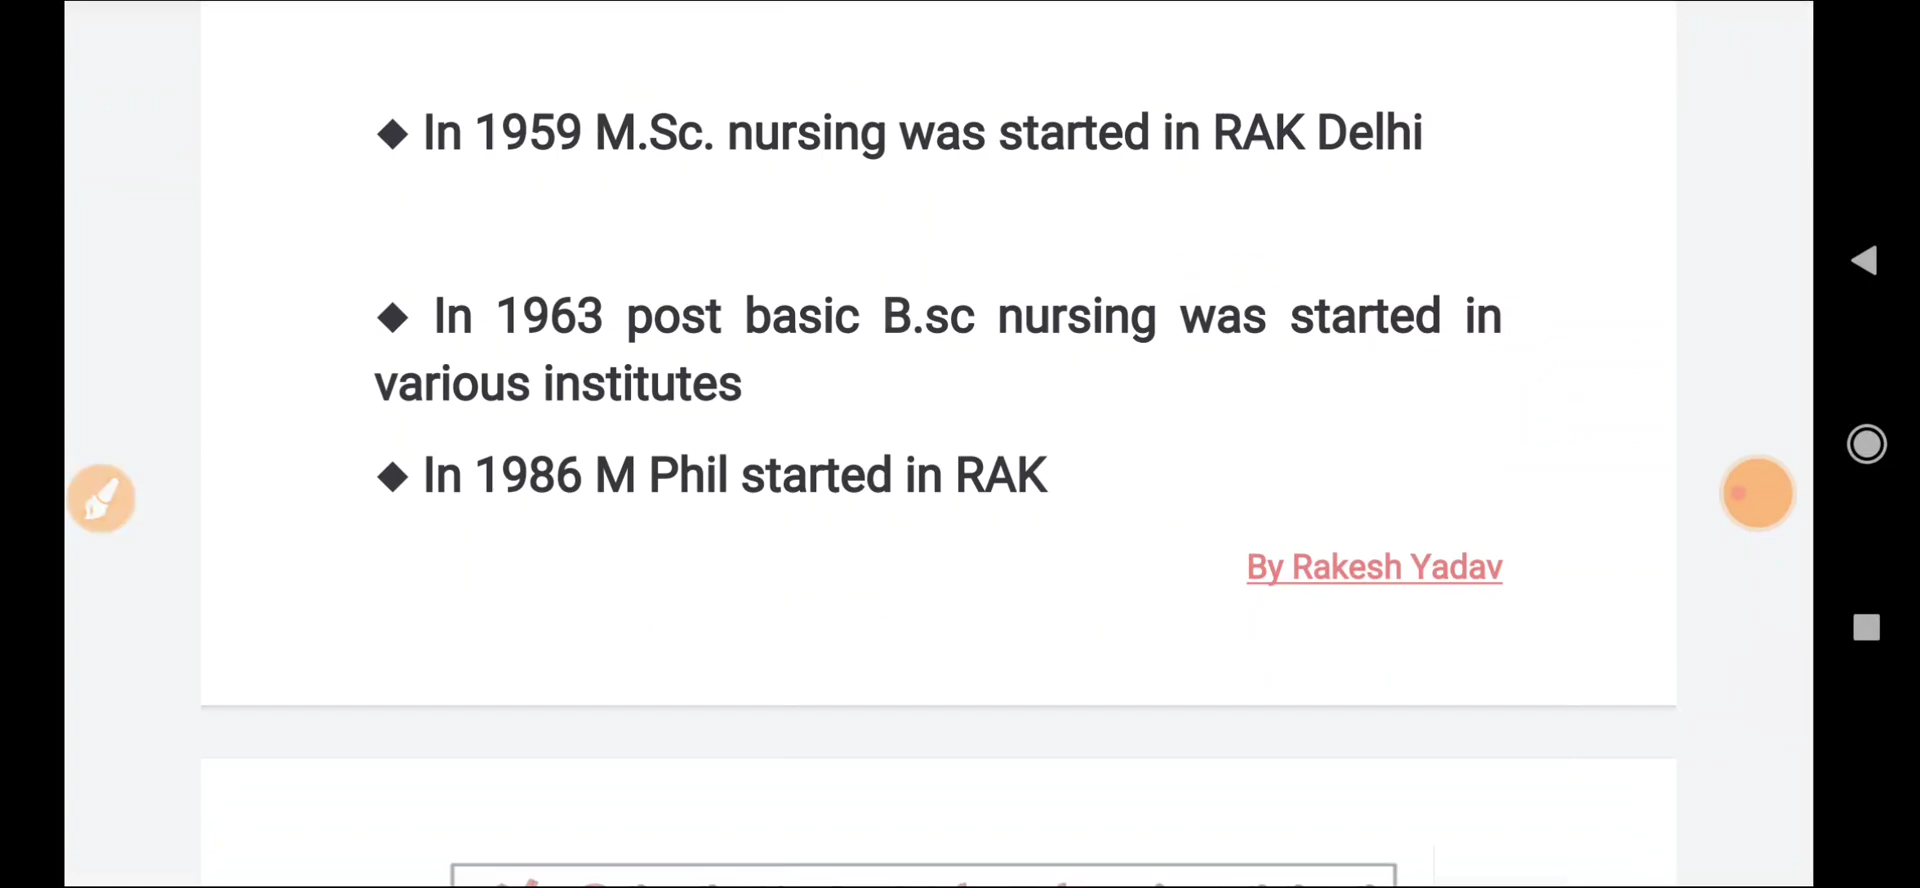 ◆ In 1959 M.Sc. nursing was started in RAK Delhi
◆ In 1963 post basic B.sc nursing was started in
various institutes
◆ In 1986 M Phil started in RAK
By Rakesh Yadav